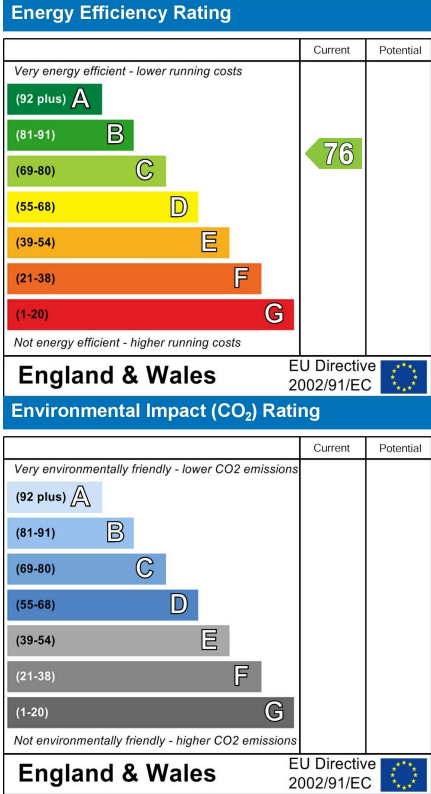 Energy Efficiency Rating
Current Potential
Very energy efficient - lower running costs
(92 plus) A
(81-91) B
(69-80) C
76
(55-68) D
(39-54) E
(21-38) F
(1-20) G
Not energy efficient - higher running costs
England & Wales
EU Directive
2002/91/EC
Environmental Impact (CO₂) Rating
Current Potential
Very environmentally friendly - lower CO2 emissions
(92 plus) A
(81-91) B
(69-80) C
(55-68) D
(39-54) E
(21-38) F
(1-20) G
Not environmentally friendly - higher CO2 emissions
England & Wales
EU Directive
2002/91/EC